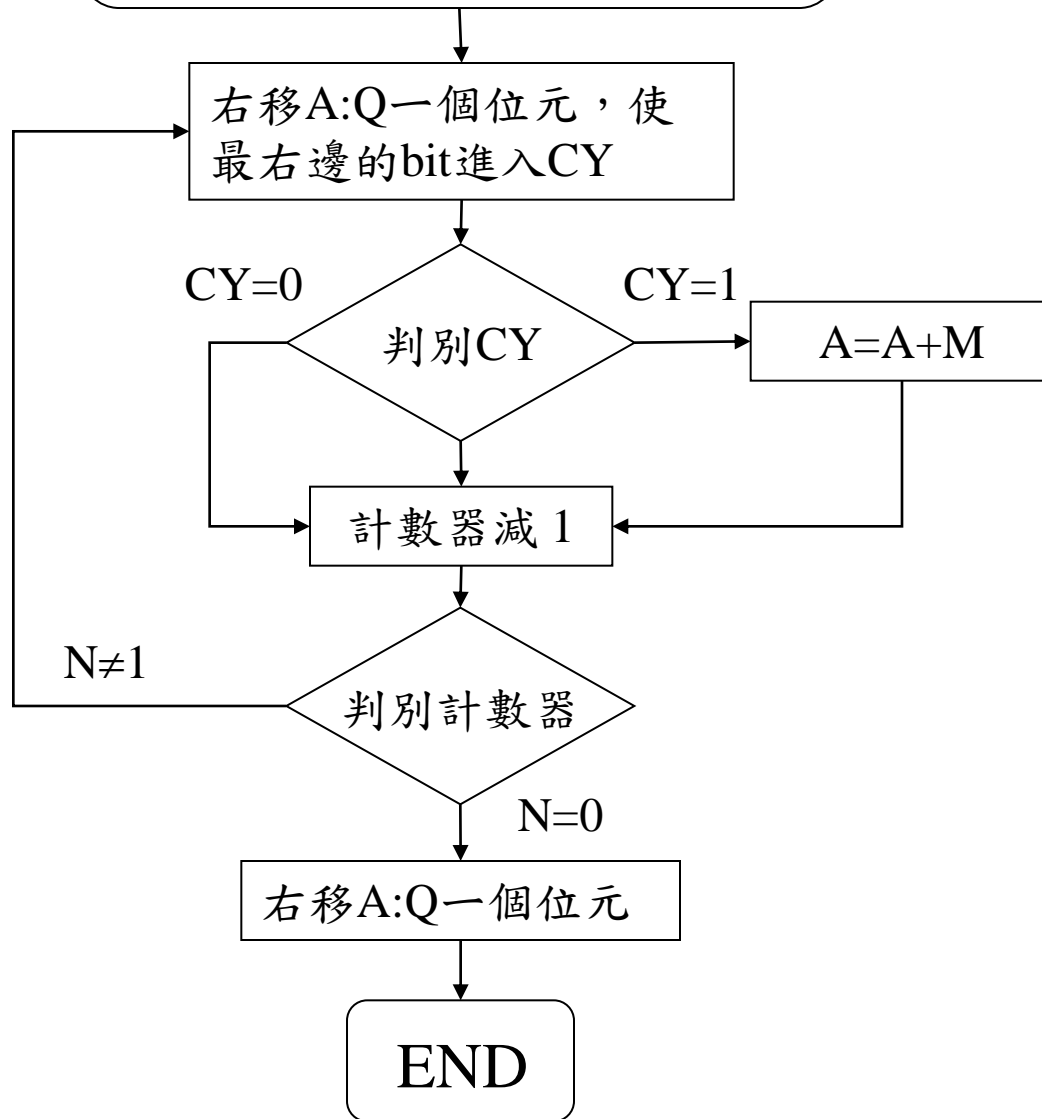 右移A:Q一個位元，使
最右邊的bit進入CY
CY=0
CY=1
判別CY
A=A+M
計數器減 1
N≠1
判別計數器
N=0
右移A:Q一個位元
END